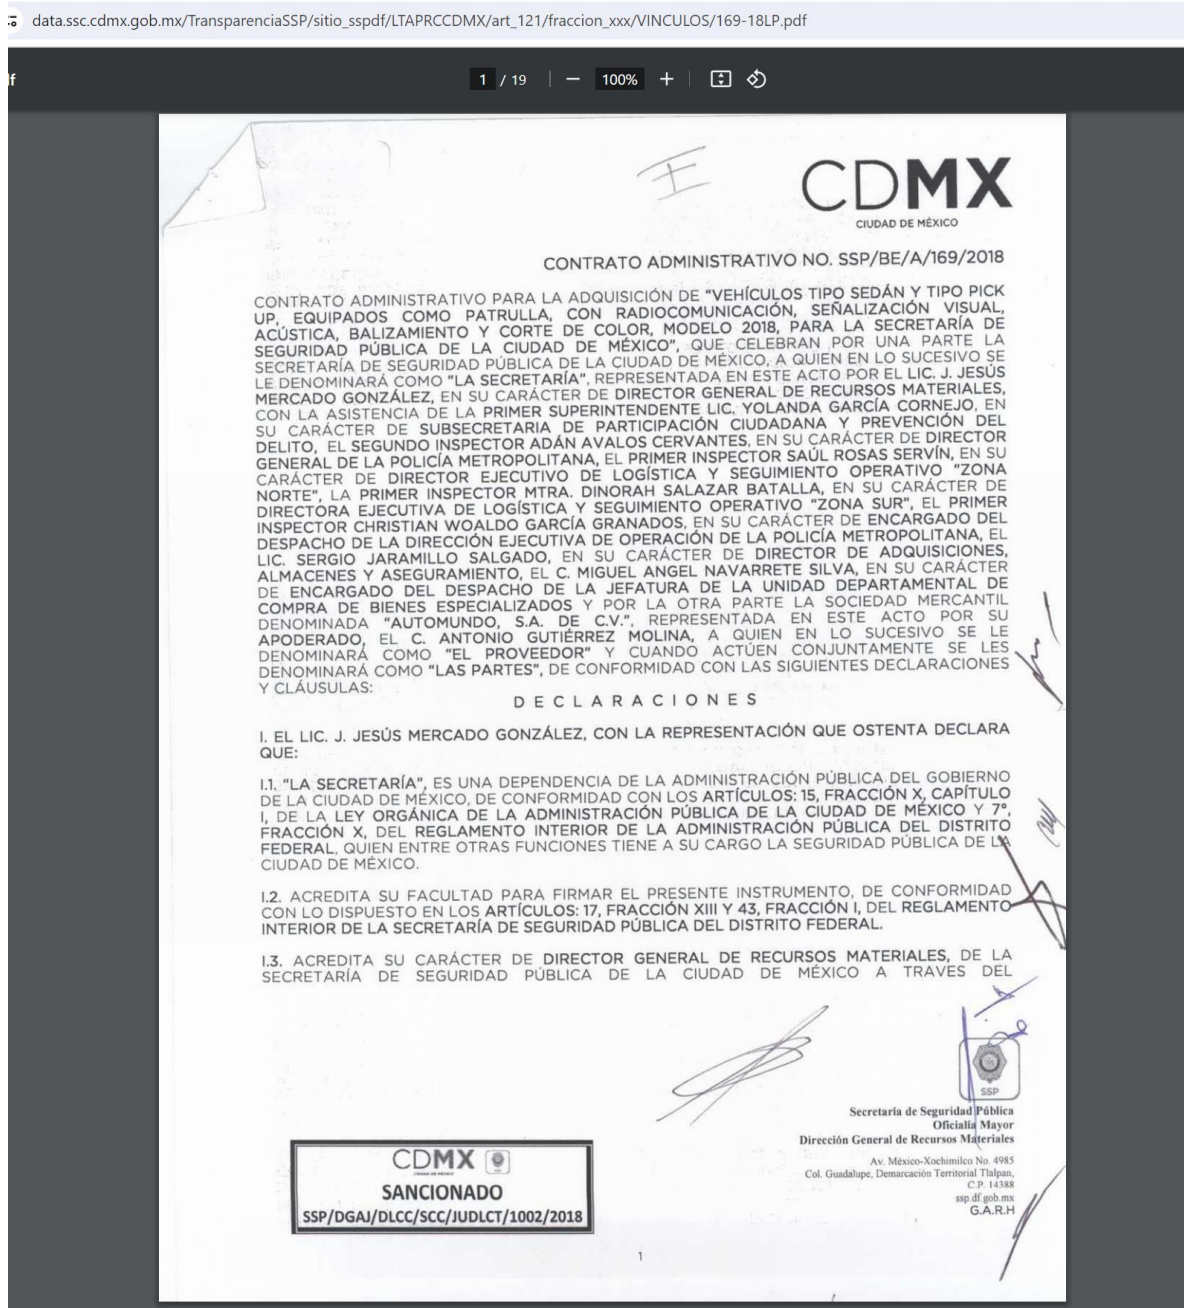 data.ssc.cdmx.gob.mx/TransparenciaSSP/sitio_sspdf/LTAPRCCDMX/art_121/fraccion_xxx/VINCULOS/169-18LP.pdf
1 / 19 | — 100% + |
CDMX
CIUDAD DE MÉXICO
CONTRATO ADMINISTRATIVO NO. SSP/BE/A/169/2018
CONTRATO ADMINISTRATIVO PARA LA ADQUISICIÓN DE "VEHÍCULOS TIPO SEDÁN Y TIPO PICK
UP, EQUIPADOS COMO PATRULLA, CON RADIOCOMUNICACIÓN, SEÑALIZACIÓN VISUAL,
ACÚSTICA, BALIZAMIENTO Y CORTE DE COLOR, MODELO 2018, PARA LA SECRETARÍA DE
SEGURIDAD PÚBLICA DE LA CIUDAD DE MÉXICO", QUE CELEBRAN POR UNA PARTE LA
SECRETARÍA DE SEGURIDAD PÚBLICA DE LA CIUDAD DE MÉXICO, A QUIEN EN LO SUCESIVO SE
LE DENOMINARÁ COMO "LA SECRETARÍA", REPRESENTADA EN ESTE ACTO POR EL LIC. J. JESÚS
MERCADO GONZÁLEZ, EN SU CARÁCTER DE DIRECTOR GENERAL DE RECURSOS MATERIALES,
CON LA ASISTENCIA DE LA PRIMER SUPERINTENDENTE LIC. YOLANDA GARCÍA CORNEJO, EN
SU CARÁCTER DE SUBSECRETARIA DE PARTICIPACIÓN CIUDADANA Y PREVENCIÓN DEL
DELITO, EL SEGUNDO INSPECTOR ADÁN AVALOS CERVANTES, EN SU CARÁCTER DE DIRECTOR
GENERAL DE LA POLICÍA METROPOLITANA, EL PRIMER INSPECTOR SAÚL ROSAS SERVÍN, EN SU
CARÁCTER DE DIRECTOR EJECUTIVO DE LOGÍSTICA Y SEGUIMIENTO OPERATIVO "ZONA
NORTE", LA PRIMER INSPECTOR MTRA. DINORAH SALAZAR BATALLA, EN SU CARÁCTER DE
DIRECTORA EJECUTIVA DE LOGÍSTICA Y SEGUIMIENTO OPERATIVO "ZONA SUR", EL PRIMER
INSPECTOR CHRISTIAN WOALDO GARCÍA GRANADOS, EN SU CARÁCTER DE ENCARGADO DEL
DESPACHO DE LA DIRECCIÓN EJECUTIVA DE OPERACIÓN DE LA POLICÍA METROPOLITANA, EL
LIC. SERGIO JARAMILLO SALGADO, EN SU CARÁCTER DE DIRECTOR DE ADQUISICIONES,
ALMACENES Y ASEGURAMIENTO, EL C. MIGUEL ANGEL NAVARRETE SILVA, EN SU CARÁCTER
DE ENCARGADO DEL DESPACHO DE LA JEFATURA DE LA UNIDAD DEPARTAMENTAL DE
COMPRA DE BIENES ESPECIALIZADOS Y POR LA OTRA PARTE LA SOCIEDAD MERCANTIL
DENOMINADA "AUTOMUNDO, S.A. DE C.V.", REPRESENTADA EN ESTE ACTO POR SU
APODERADO, EL C. ANTONIO GUTIÉRREZ MOLINA, A QUIEN EN LO SUCESIVO SE LE
DENOMINARÁ COMO "EL PROVEEDOR" Y CUANDO ACTÚEN CONJUNTAMENTE SE LES
DENOMINARÁ COMO "LAS PARTES", DE CONFORMIDAD CON LAS SIGUIENTES DECLARACIONES
Y CLÁUSULAS:
D E C L A R A C I O N E S
I. EL LIC. J. JESÚS MERCADO GONZÁLEZ, CON LA REPRESENTACIÓN QUE OSTENTA DECLARA
QUE:
I.1. "LA SECRETARÍA", ES UNA DEPENDENCIA DE LA ADMINISTRACIÓN PÚBLICA DEL GOBIERNO
DE LA CIUDAD DE MÉXICO, DE CONFORMIDAD CON LOS ARTÍCULOS: 15, FRACCIÓN X, CAPÍTULO
I, DE LA LEY ORGÁNICA DE LA ADMINISTRACIÓN PÚBLICA DE LA CIUDAD DE MÉXICO Y 7°,
FRACCIÓN X, DEL REGLAMENTO INTERIOR DE LA ADMINISTRACIÓN PÚBLICA DEL DISTRITO
FEDERAL, QUIEN ENTRE OTRAS FUNCIONES TIENE A SU CARGO LA SEGURIDAD PÚBLICA DE LA
CIUDAD DE MÉXICO.
I.2. ACREDITA SU FACULTAD PARA FIRMAR EL PRESENTE INSTRUMENTO, DE CONFORMIDAD
CON LO DISPUESTO EN LOS ARTÍCULOS: 17, FRACCIÓN XIII Y 43, FRACCIÓN I, DEL REGLAMENTO
INTERIOR DE LA SECRETARÍA DE SEGURIDAD PÚBLICA DEL DISTRITO FEDERAL.
I.3. ACREDITA SU CARÁCTER DE DIRECTOR GENERAL DE RECURSOS MATERIALES, DE LA
SECRETARÍA DE SEGURIDAD PÚBLICA DE LA CIUDAD DE MÉXICO A TRAVES DEL
SSP
Secretaría de Seguridad Pública
Oficialía Mayor
Dirección General de Recursos Materiales
Av. México-Xochimilco No. 4985
Col. Guadalupe, Demarcación Territorial Tlalpan,
C.P. 14388
ssp.df.gob.mx
G.A.R.H
CDMX
SANCIONADO
SSP/DGAJ/DLCC/SCC/JUDLCT/1002/2018
1